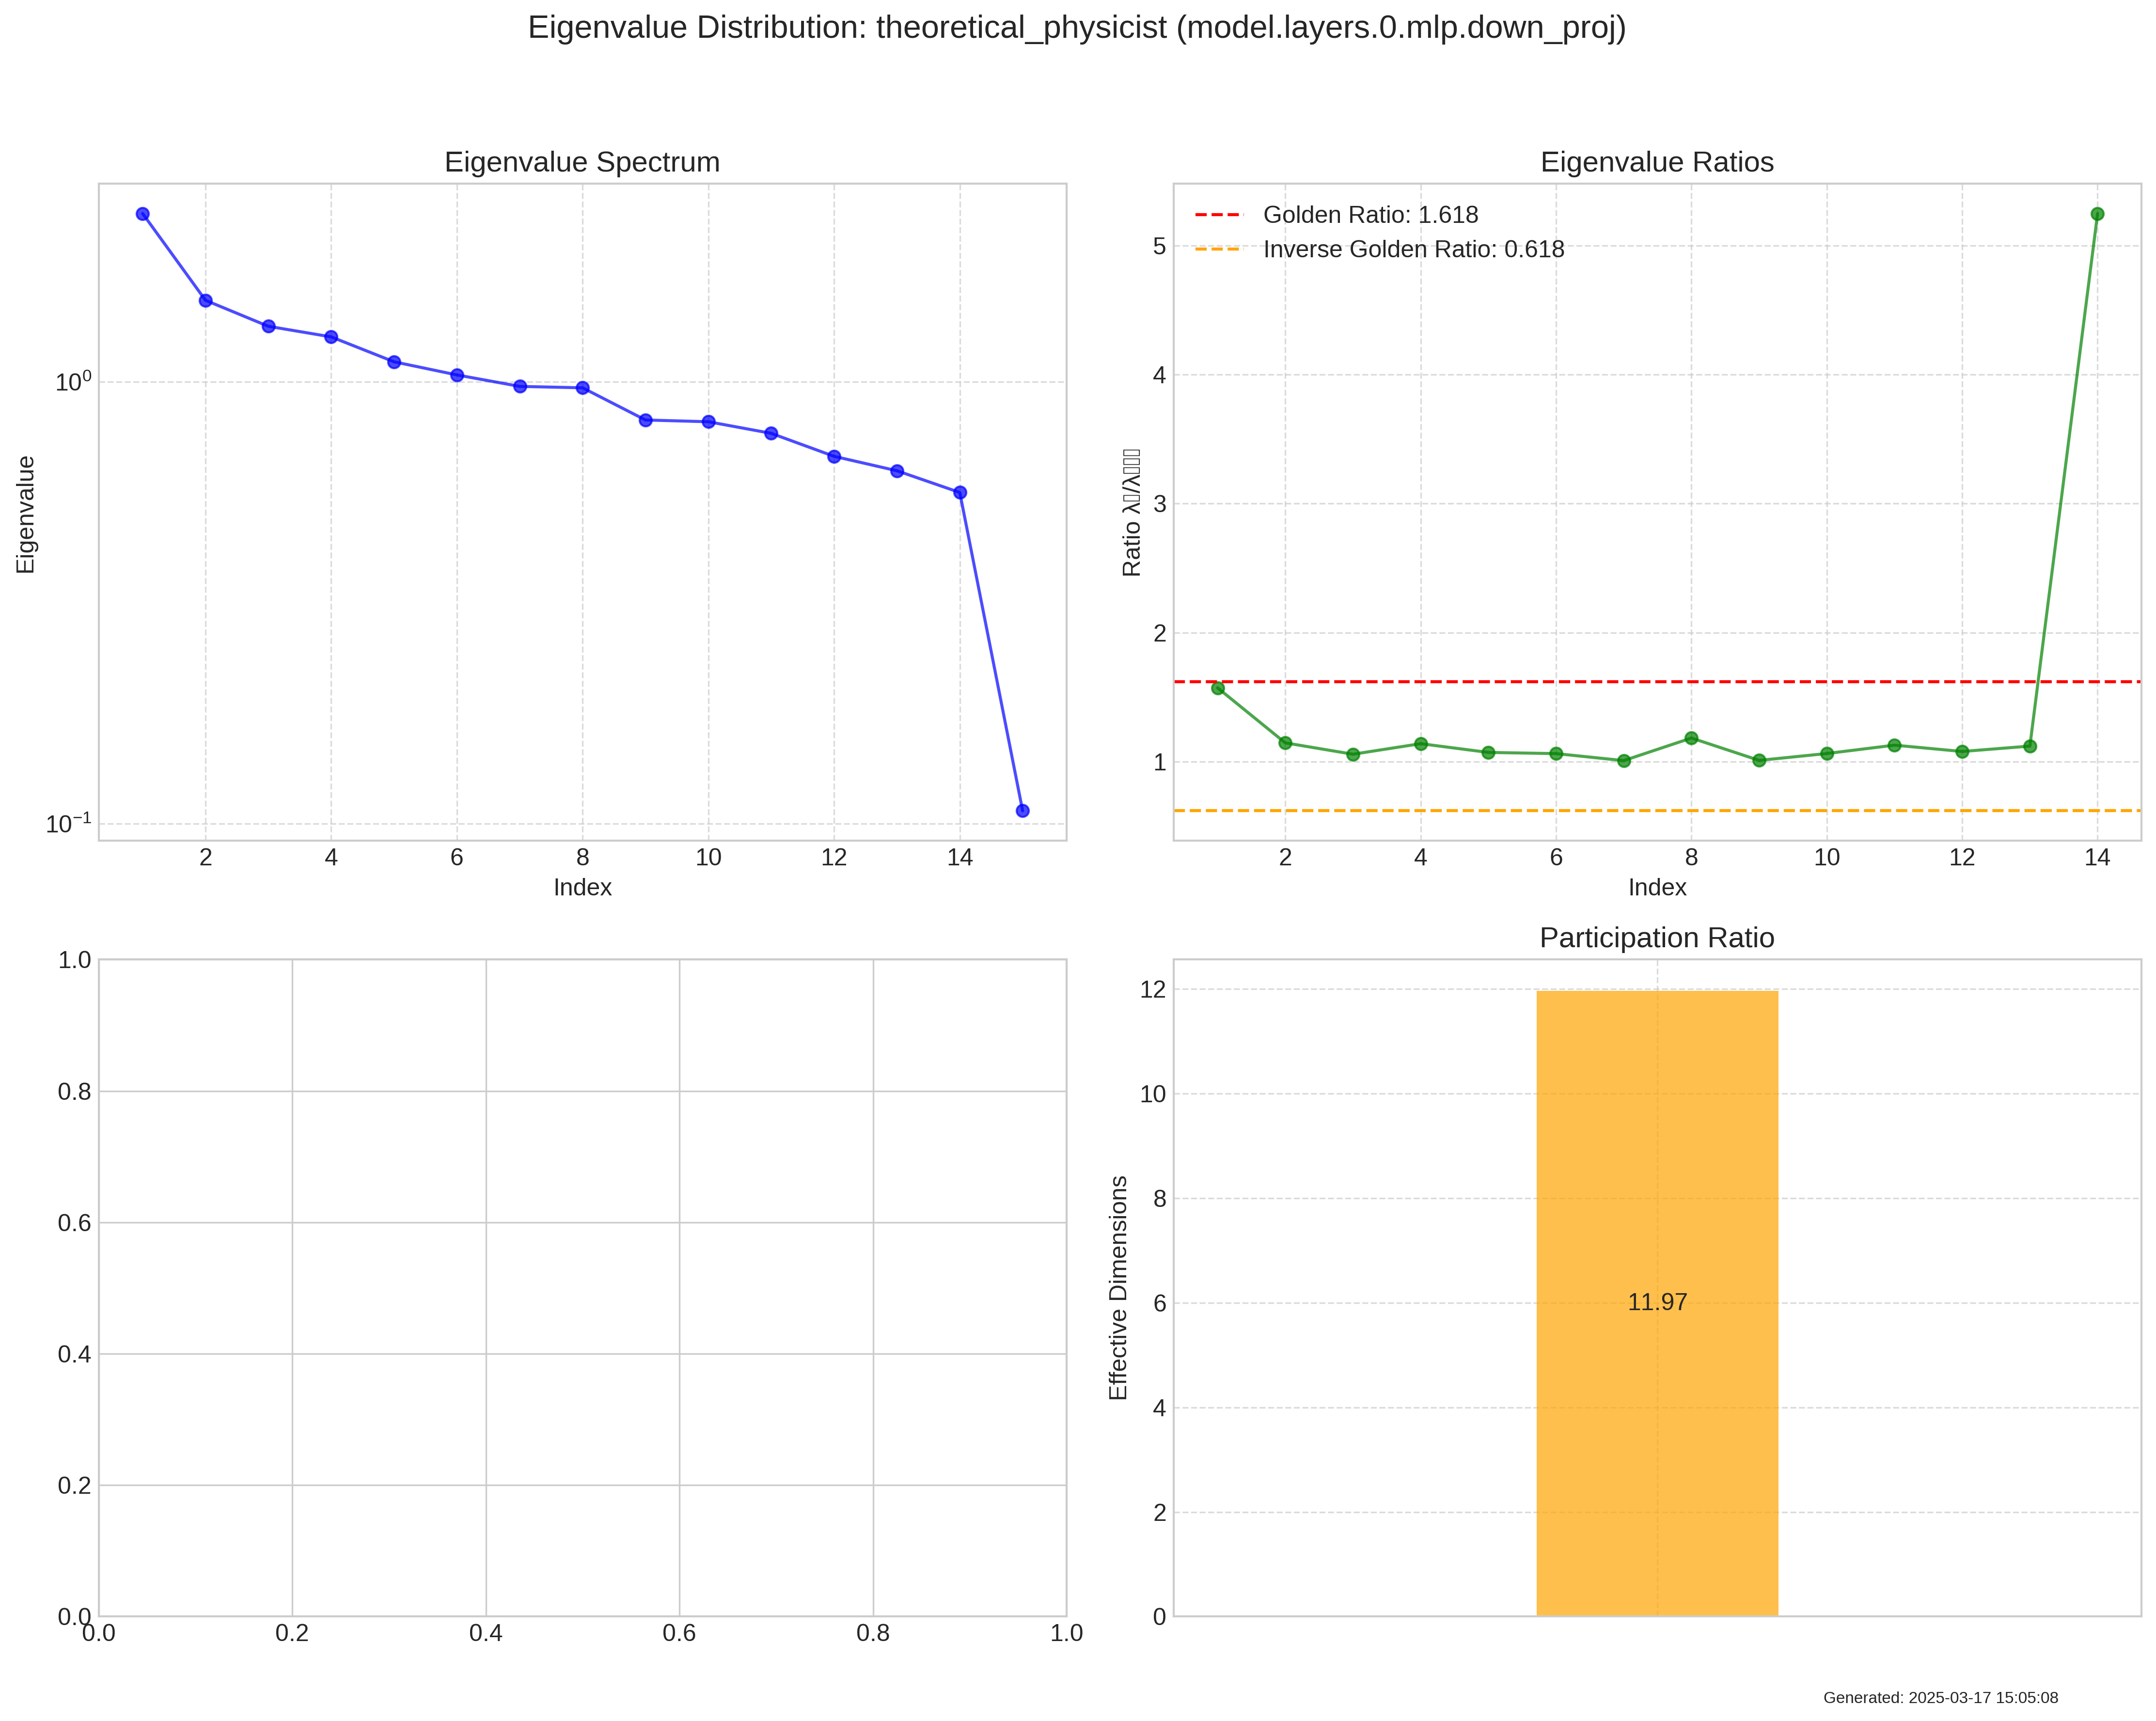 Eigenvalue Distribution: theoretical_physicist (model.layers.0.mlp.down_proj)
Eigenvalue Spectrum
Eigenvalue
10⁰
10⁻¹
2 4 6 8 10 12 14
Index
Eigenvalue Ratios
Golden Ratio: 1.618
Inverse Golden Ratio: 0.618
Ratio λ▯/λ▯▯▯
5
4
3
2
1
2 4 6 8 10 12 14
Index
1.0
0.8
0.6
0.4
0.2
0.0
0.0 0.2 0.4 0.6 0.8 1.0
Participation Ratio
Effective Dimensions
12
10
8
6
4
2
0
11.97
Generated: 2025-03-17 15:05:08